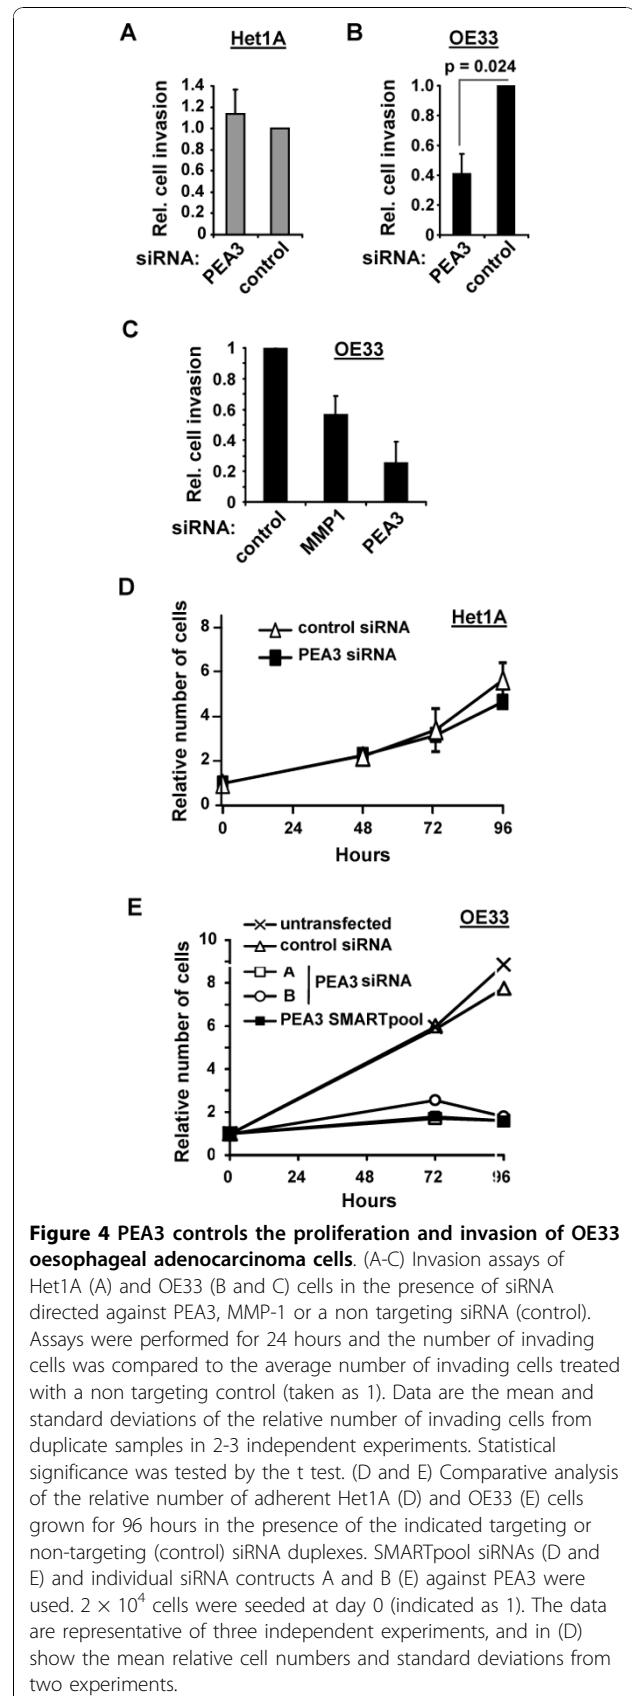 A
Het1A
Rel. cell invasion
1.4
1.2
1.0
0.8
0.6
0.4
0.2
0
siRNA:
PEA3
control
B
OE33
p = 0.024
Rel. cell invasion
1.0
0.8
0.6
0.4
0.2
0
siRNA:
PEA3
control
C
OE33
Rel. cell invasion
1
0.8
0.6
0.4
0.2
0
siRNA:
control
MMP1
PEA3
D
Het1A
control siRNA
PEA3 siRNA
Relative number of cells
8
6
4
2
0
0 24 48 72 96
Hours
E
OE33
untransfected
control siRNA
A
B
PEA3 siRNA
PEA3 SMARTpool
Relative number of cells
10
8
6
4
2
0
0 24 48 72 96
Hours
Figure 4 PEA3 controls the proliferation and invasion of OE33
oesophageal adenocarcinoma cells. (A-C) Invasion assays of
Het1A (A) and OE33 (B and C) cells in the presence of siRNA
directed against PEA3, MMP-1 or a non targeting siRNA (control).
Assays were performed for 24 hours and the number of invading
cells was compared to the average number of invading cells treated
with a non targeting control (taken as 1). Data are the mean and
standard deviations of the relative number of invading cells from
duplicate samples in 2-3 independent experiments. Statistical
significance was tested by the t test. (D and E) Comparative analysis
of the relative number of adherent Het1A (D) and OE33 (E) cells
grown for 96 hours in the presence of the indicated targeting or
non-targeting (control) siRNA duplexes. SMARTpool siRNAs (D and
E) and individual siRNA contructs A and B (E) against PEA3 were
used. 2 × 10⁴ cells were seeded at day 0 (indicated as 1). The data
are representative of three independent experiments, and in (D)
show the mean relative cell numbers and standard deviations from
two experiments.